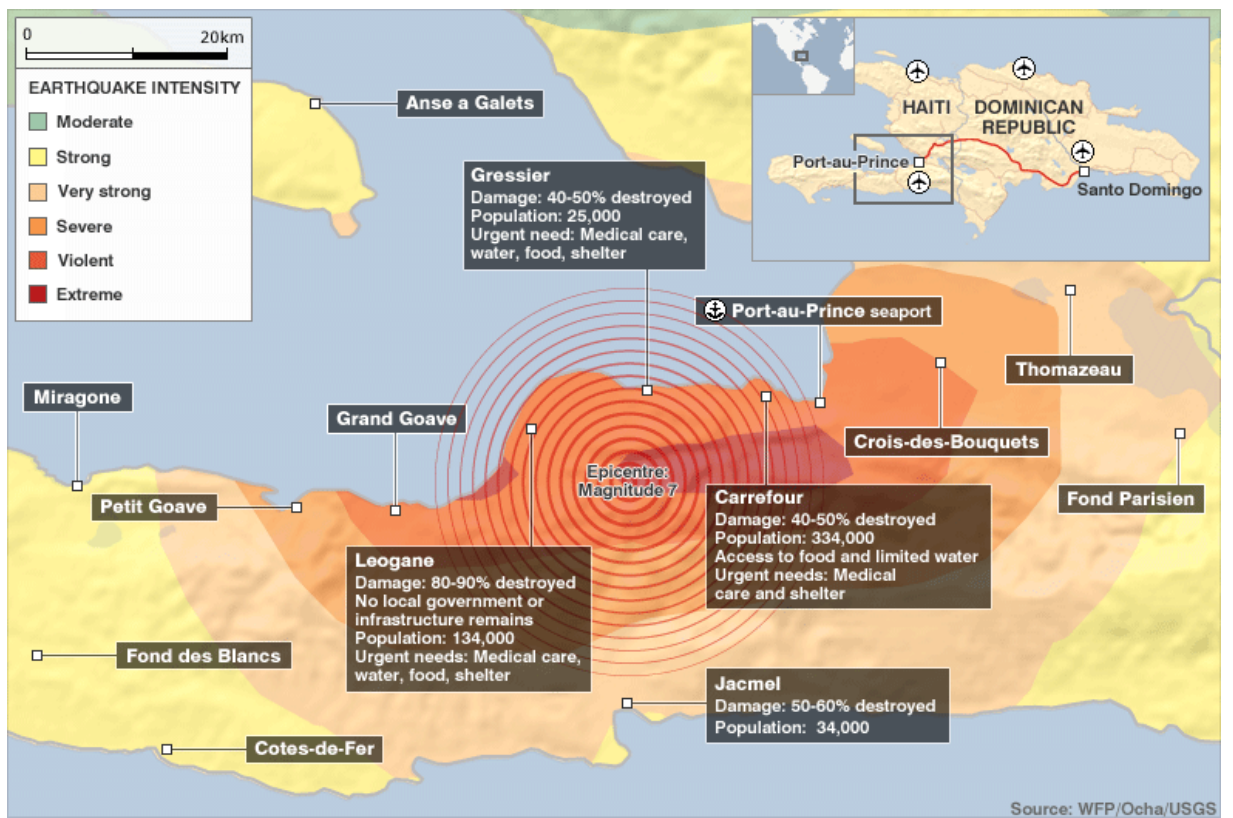 0 20km
EARTHQUAKE INTENSITY
Moderate
Strong
Very strong
Severe
Violent
Extreme
Anse a Galets
HAITI
DOMINICAN
REPUBLIC
Port-au-Prince
Santo Domingo
Gressier
Damage: 40-50% destroyed
Population: 25,000
Urgent need: Medical care,
water, food, shelter
Port-au-Prince seaport
Thomazeau
Miragone
Grand Goave
Crois-des-Bouquets
Epicentre:
Magnitude 7
Petit Goave
Fond Parisien
Carrefour
Damage: 40-50% destroyed
Population: 334,000
Access to food and limited water
Urgent needs: Medical
care and shelter
Leogane
Damage: 80-90% destroyed
No local government or
infrastructure remains
Population: 134,000
Urgent needs: Medical care,
water, food, shelter
Fond des Blancs
Jacmel
Damage: 50-60% destroyed
Population: 34,000
Cotes-de-Fer
Source: WFP/Ocha/USGS